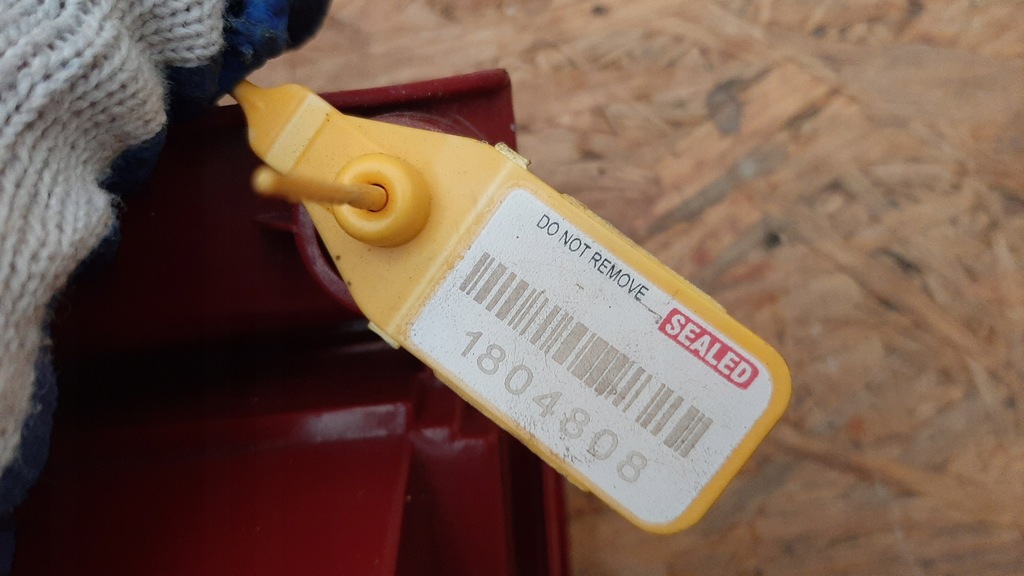 DO NOT REMOVE
SEALED
1804808